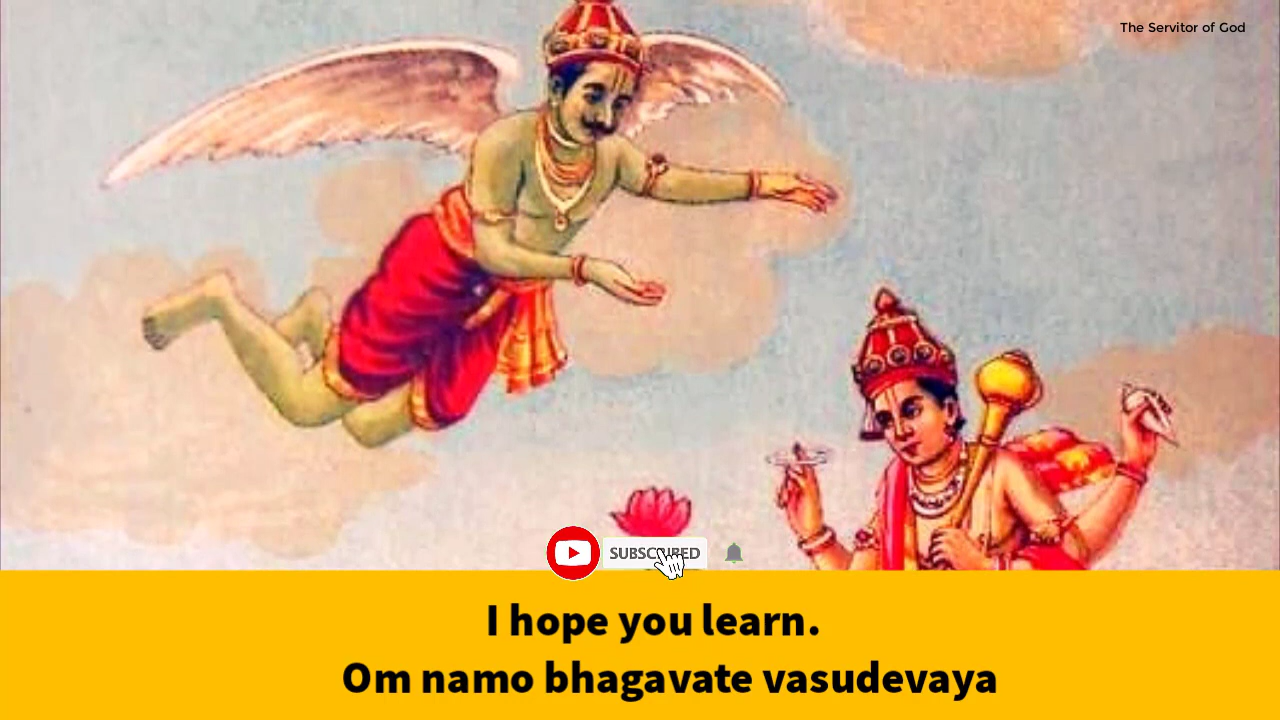 The Servitor of God
SUBSCRIBED
I hope you learn.
Om namo bhagavate vasudevaya